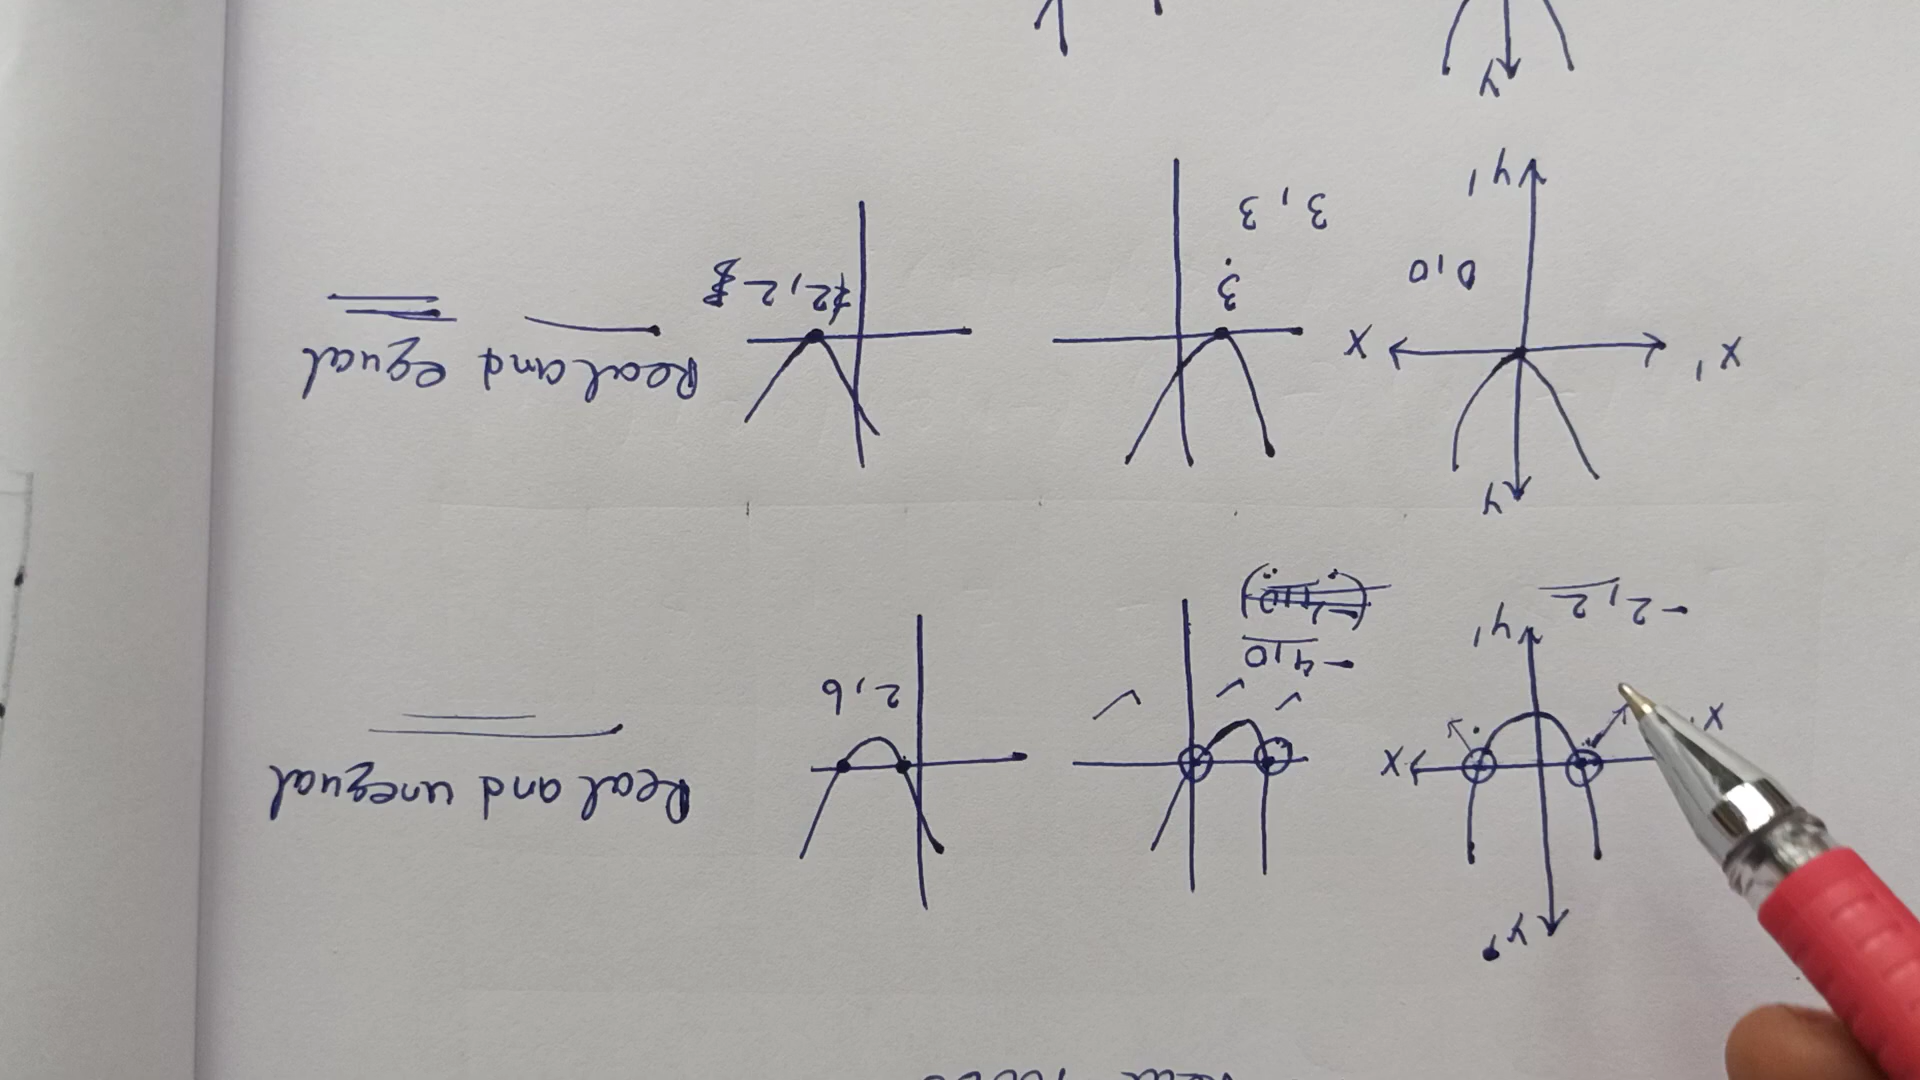 Y
X'
X
Y'
-2,2
-4,0
2,6
Real and unequal
Y
X'
X
Y'
0,0
3
3,3
2,2
Real and equal
Y